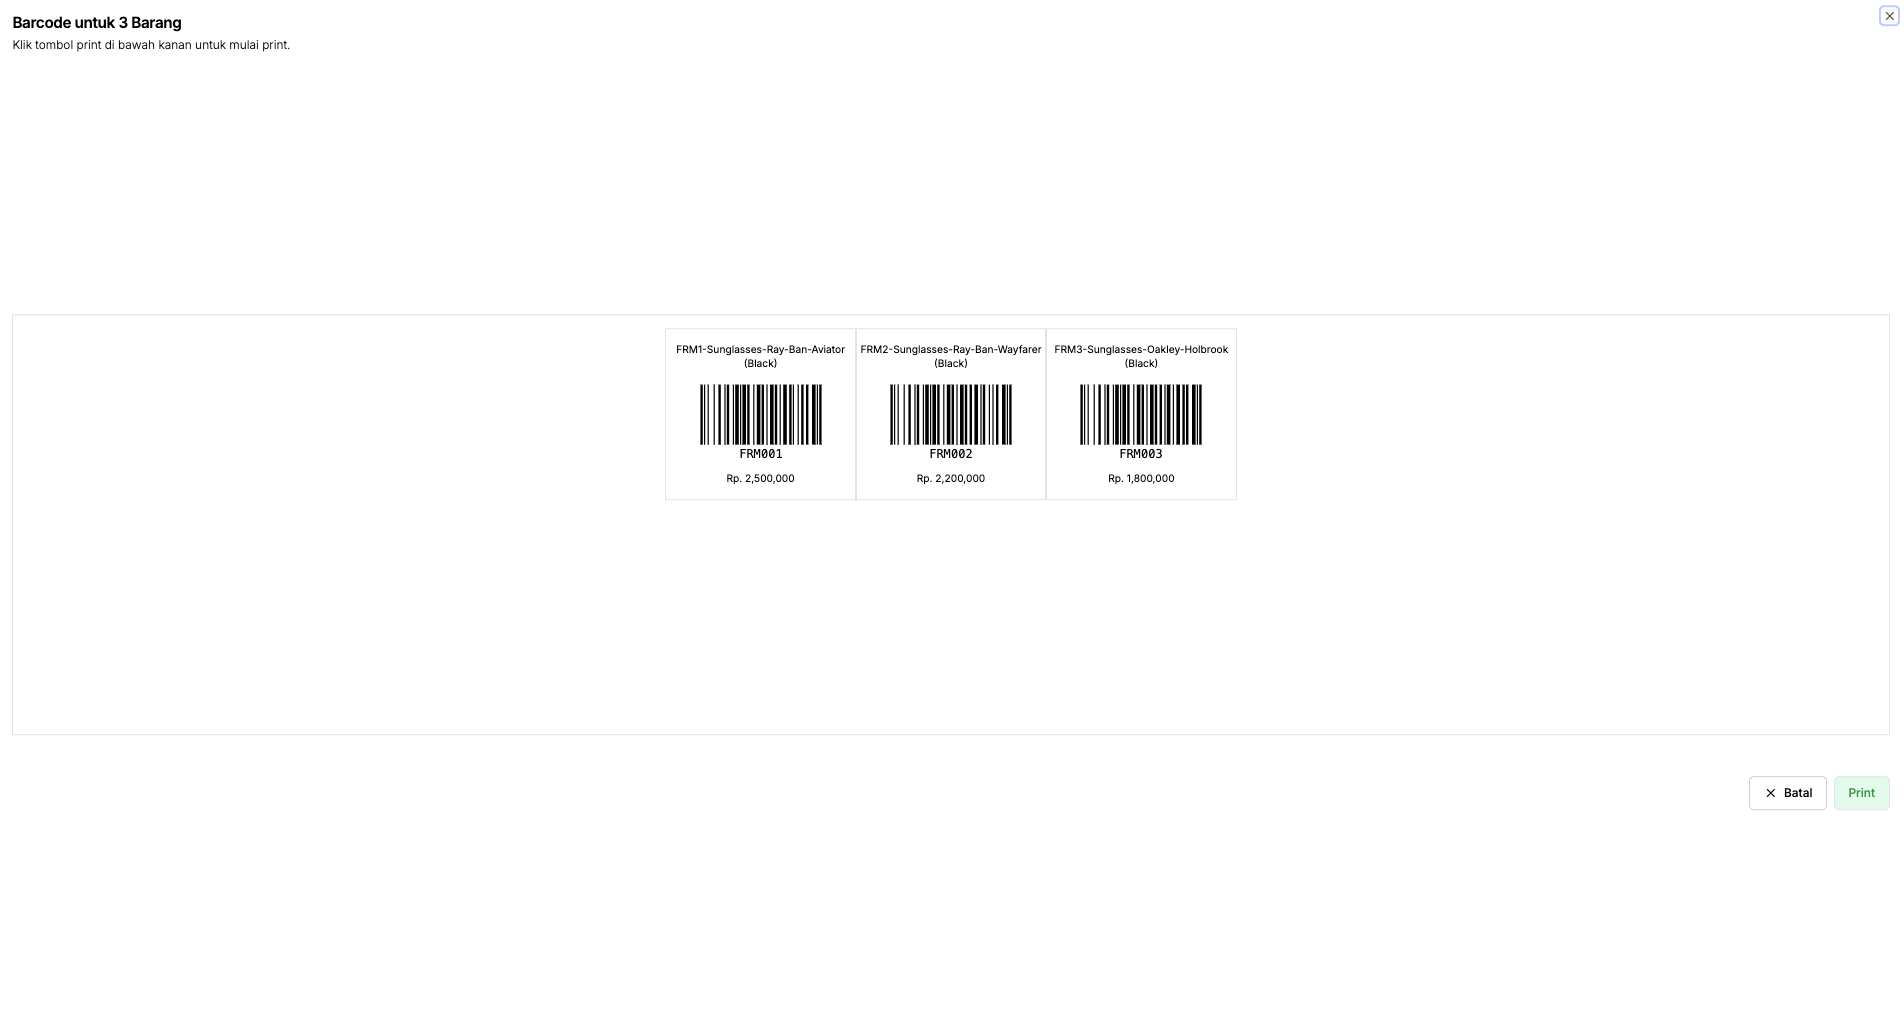 Barcode untuk 3 Barang
Klik tombol print di bawah kanan untuk mulai print.
FRM1-Sunglasses-Ray-Ban-Aviator
(Black)
FRM001
Rp. 2,500,000
FRM2-Sunglasses-Ray-Ban-Wayfarer
(Black)
FRM002
Rp. 2,200,000
FRM3-Sunglasses-Oakley-Holbrook
(Black)
FRM003
Rp. 1,800,000
Batal
Print